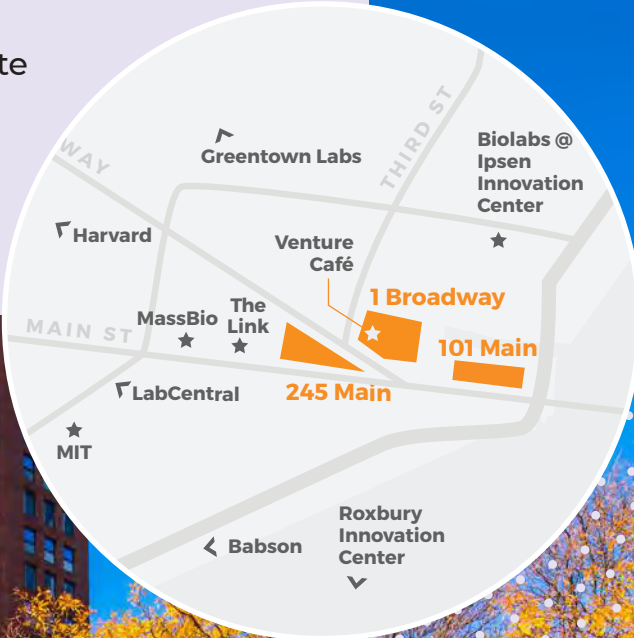 te
WAY
Greentown Labs
THIRD ST
Biolabs @
Ipsen
Innovation
Center
Harvard
Venture
Café
1 Broadway
MAIN ST
MassBio
The
Link
101 Main
245 Main
LabCentral
MIT
Babson
Roxbury
Innovation
Center